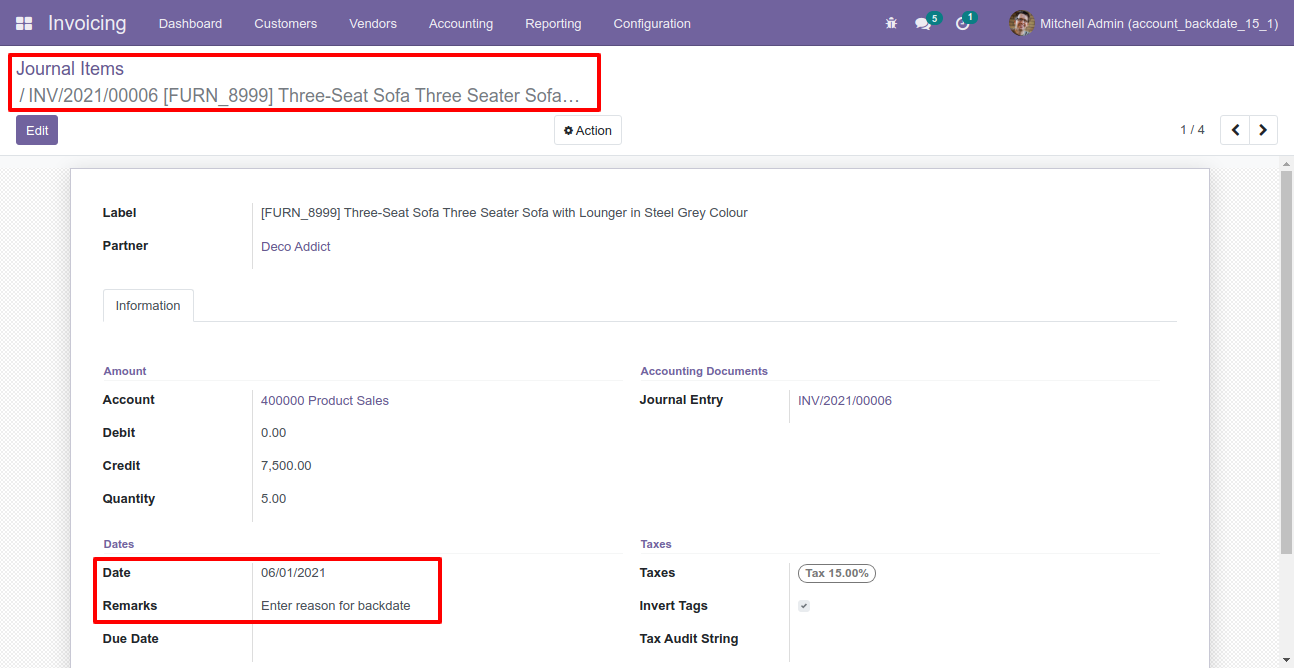 Invoicing Dashboard Customers Vendors Accounting Reporting Configuration 5 1 Mitchell Admin (account_backdate_15_1)
Journal Items
/ INV/2021/00006 [FURN_8999] Three-Seat Sofa Three Seater Sofa…
Edit Action 1 / 4
Label [FURN_8999] Three-Seat Sofa Three Seater Sofa with Lounger in Steel Grey Colour
Partner Deco Addict
Information
Amount Accounting Documents
Account 400000 Product Sales Journal Entry INV/2021/00006
Debit 0.00
Credit 7,500.00
Quantity 5.00
Dates Taxes
Date 06/01/2021 Taxes Tax 15.00%
Remarks Enter reason for backdate Invert Tags
Due Date Tax Audit String